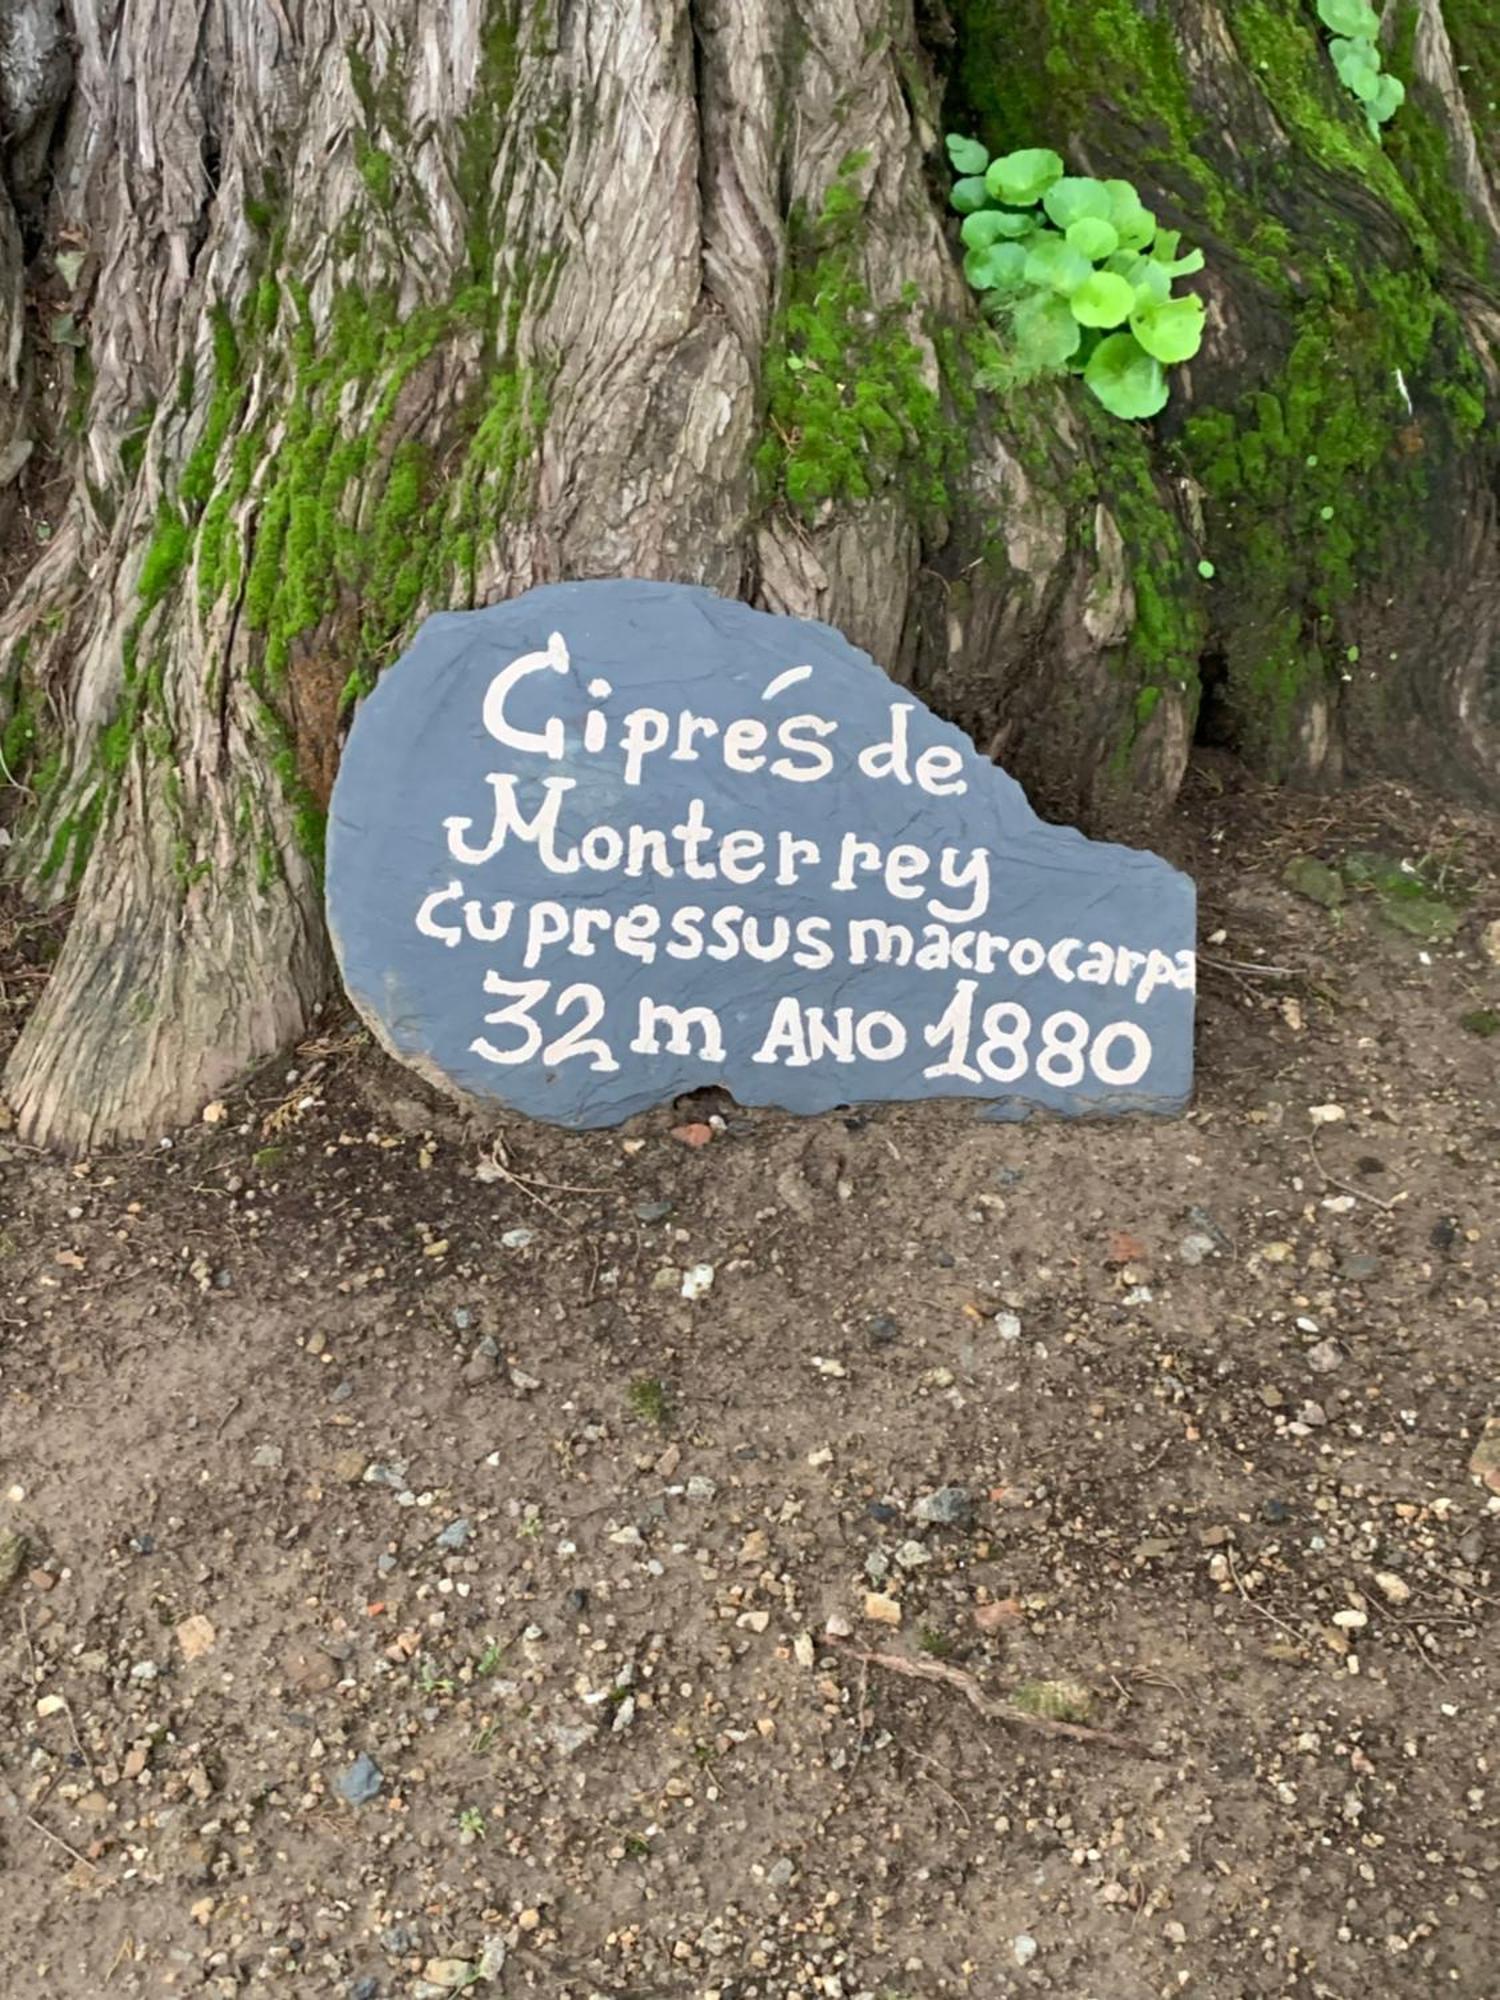 Ciprés de
Monterrey
Cupressus macrocarpa
32 m ANO 1880